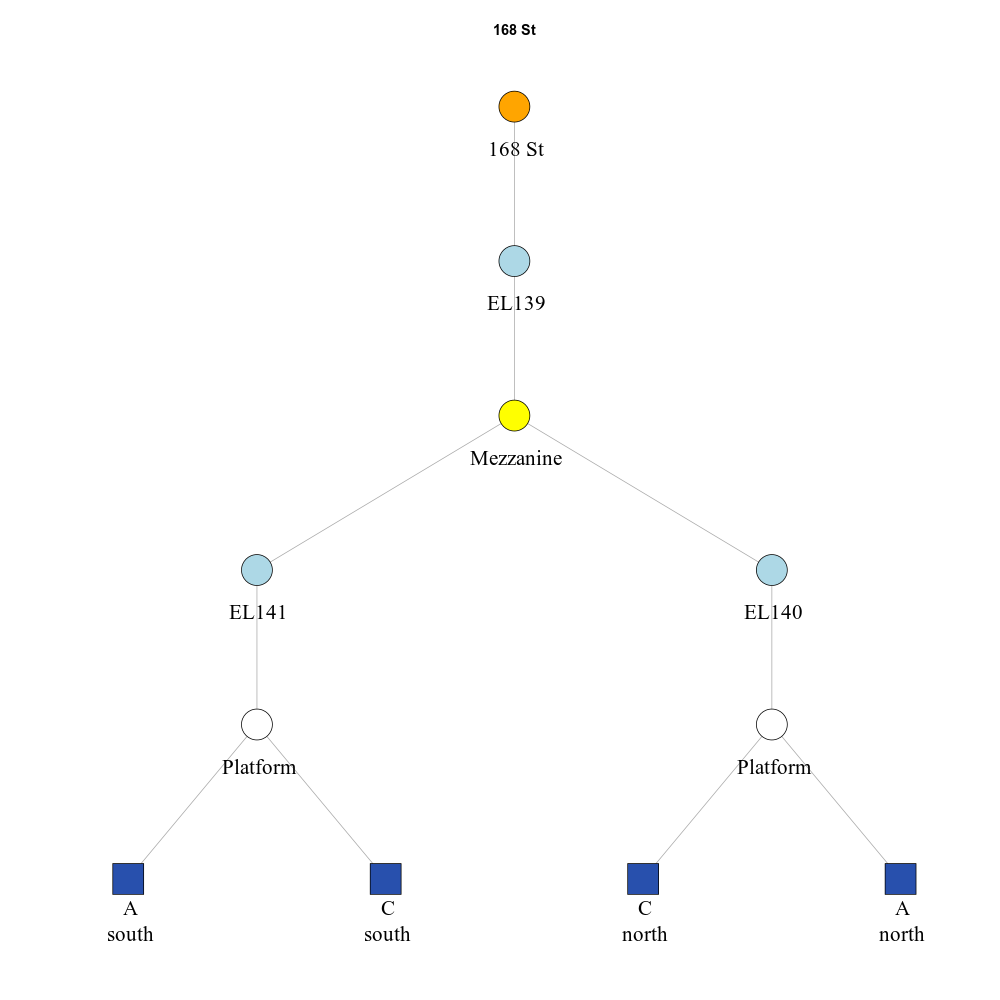 168 St
168 St
EL139
Mezzanine
EL141
EL140
Platform
Platform
A
south
C
south
C
north
A
north